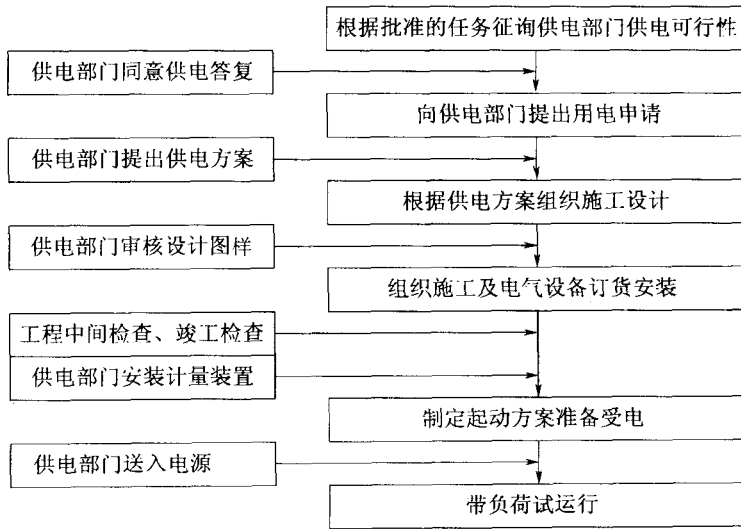 根据批准的任务征询供电部门供电可行性
供电部门同意供电答复
向供电部门提出用电申请
供电部门提出供电方案
根据供电方案组织施工设计
供电部门审核设计图样
组织施工及电气设备订货安装
工程中间检查、竣工检查
供电部门安装计量装置
制定起动方案准备受电
供电部门送入电源
带负荷试运行